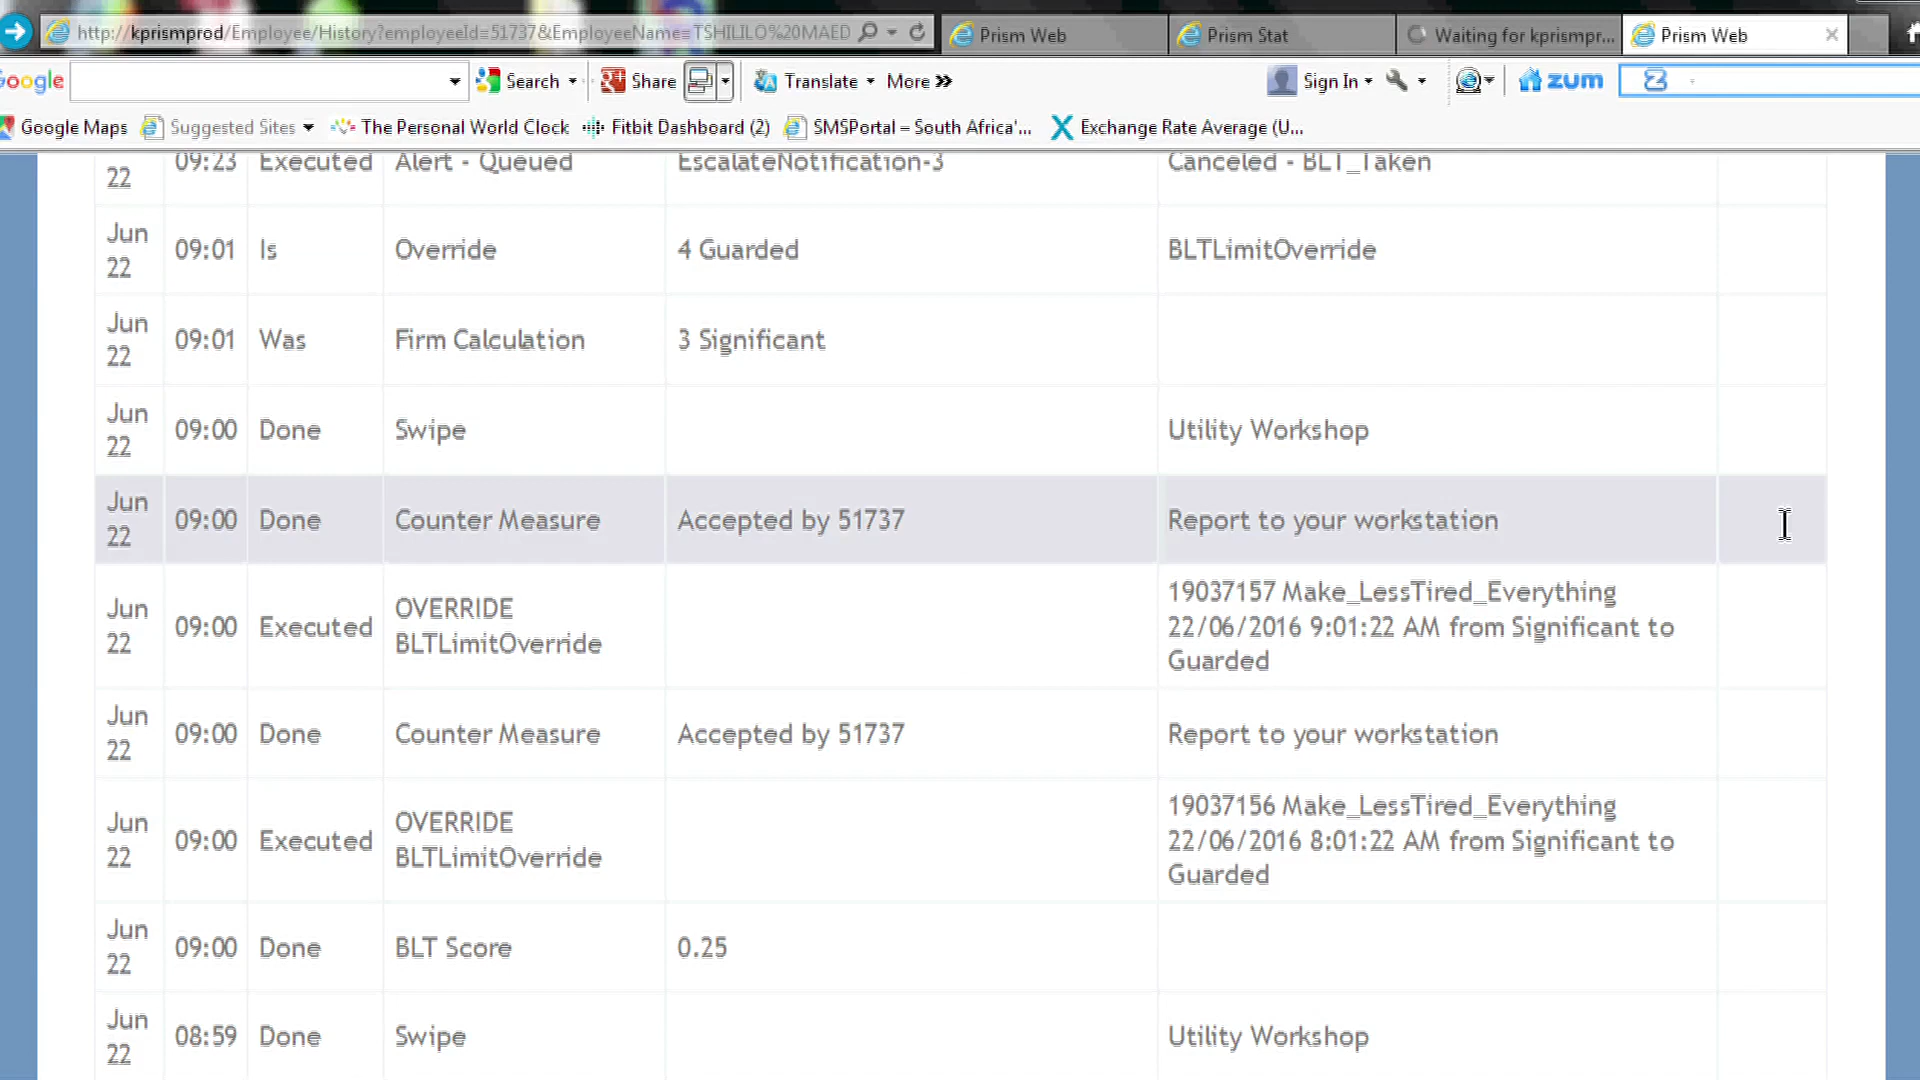 http://kprismprod/Employee/History?employeeId=51737&EmployeeName=TSHILILO%20MAED
Prism Web
Prism Stat
Waiting for kprismpr...
Prism Web
Google
Search
Share
Translate
More
Sign In
zum
Google Maps
Suggested Sites
The Personal World Clock
Fitbit Dashboard (2)
SMSPortal – South Africa'...
Exchange Rate Average (U...
22 09:23 Executed Alert - Queued EscalateNotification-3 Canceled - BLT_Taken
Jun 22 09:01 Is Override 4 Guarded BLTLimitOverride
Jun 22 09:01 Was Firm Calculation 3 Significant
Jun 22 09:00 Done Swipe Utility Workshop
Jun 22 09:00 Done Counter Measure Accepted by 51737 Report to your workstation
Jun 22 09:00 Executed OVERRIDE BLTLimitOverride 19037157 Make_LessTired_Everything 22/06/2016 9:01:22 AM from Significant to Guarded
Jun 22 09:00 Done Counter Measure Accepted by 51737 Report to your workstation
Jun 22 09:00 Executed OVERRIDE BLTLimitOverride 19037156 Make_LessTired_Everything 22/06/2016 8:01:22 AM from Significant to Guarded
Jun 22 09:00 Done BLT Score 0.25
Jun 22 08:59 Done Swipe Utility Workshop